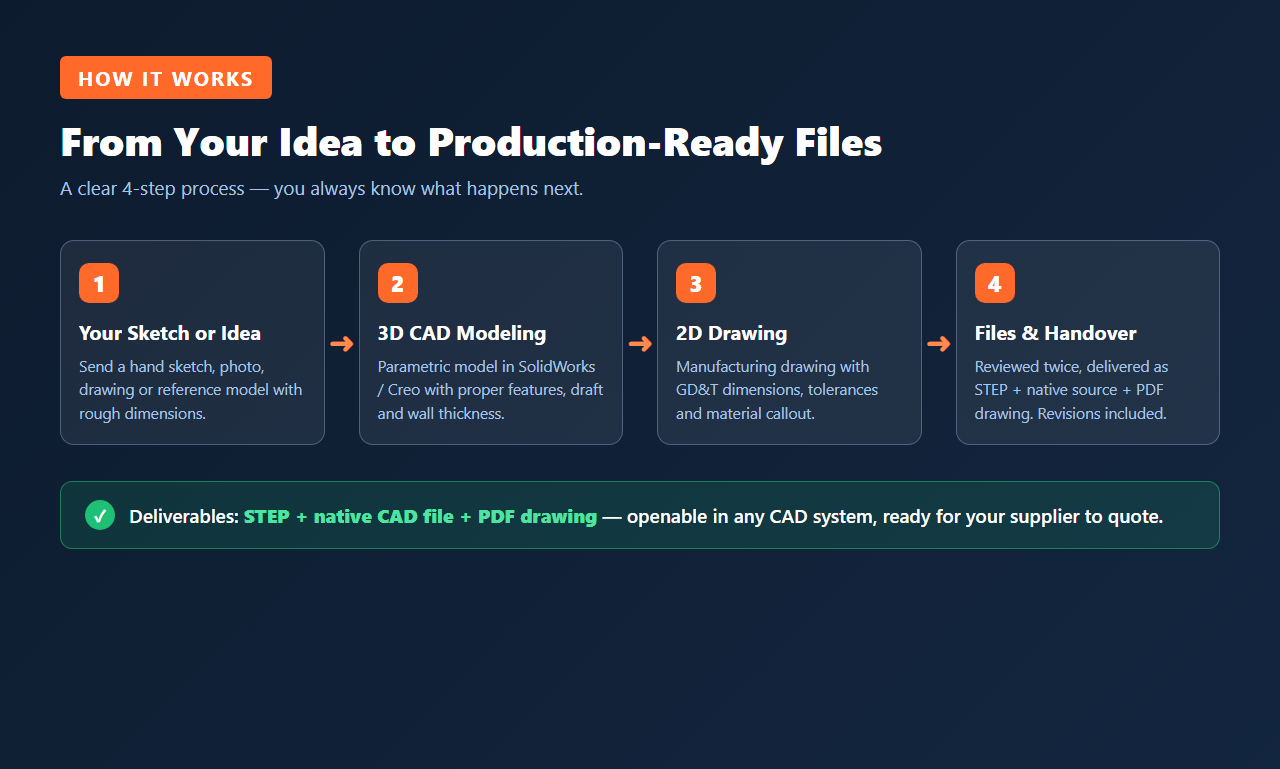 HOW IT WORKS
From Your Idea to Production-Ready Files
A clear 4-step process — you always know what happens next.
1
Your Sketch or Idea
Send a hand sketch, photo,
drawing or reference model with
rough dimensions.
➜
2
3D CAD Modeling
Parametric model in SolidWorks
/ Creo with proper features, draft
and wall thickness.
➜
3
2D Drawing
Manufacturing drawing with
GD&T dimensions, tolerances
and material callout.
➜
4
Files & Handover
Reviewed twice, delivered as
STEP + native source + PDF
drawing. Revisions included.
✓ Deliverables: STEP + native CAD file + PDF drawing — openable in any CAD system, ready for your supplier to quote.